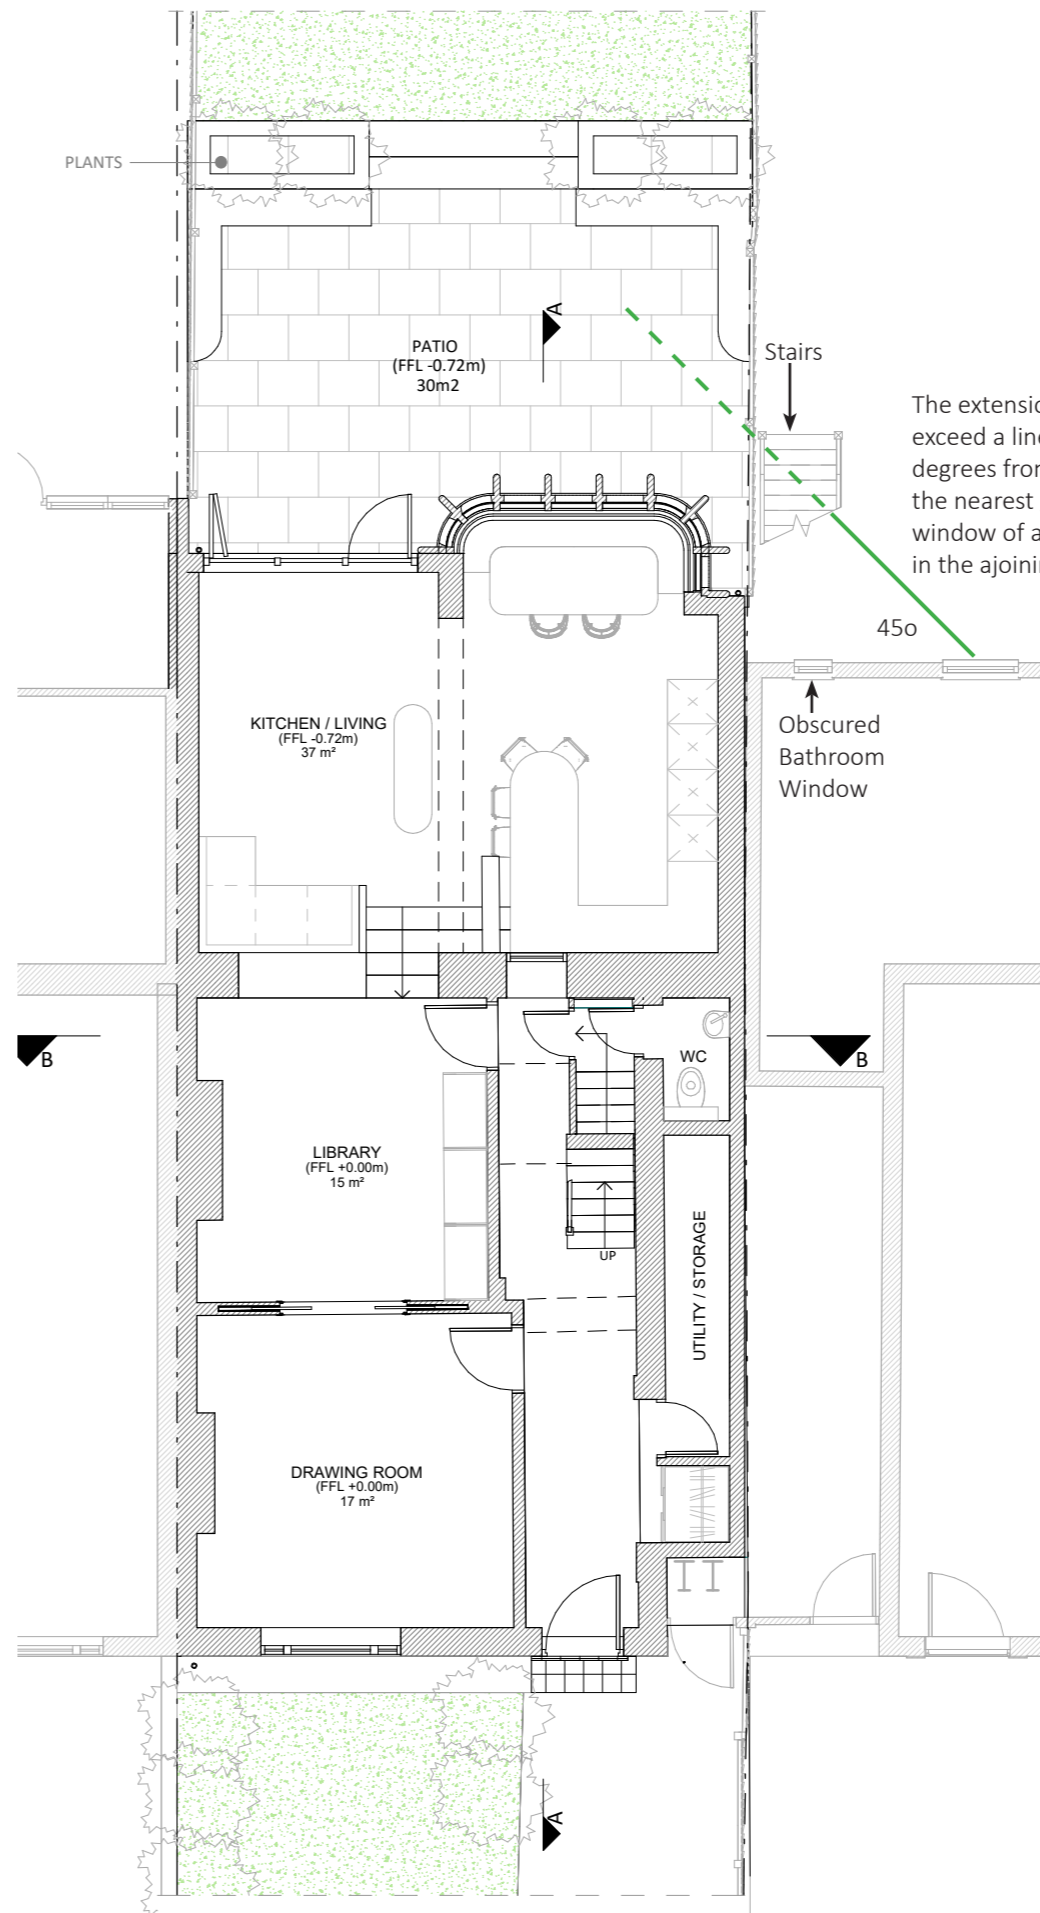 PLANTS
A
PATIO
(FFL -0.72m)
30m2
Stairs
The extensio
exceed a line
degrees from
the nearest
window of a
in the ajoini
45o
Obscured
Bathroom
Window
KITCHEN / LIVING
(FFL -0.72m)
37 m²
B
B
WC
LIBRARY
(FFL +0.00m)
15 m²
UP
UTILITY / STORAGE
DRAWING ROOM
(FFL +0.00m)
17 m²
A